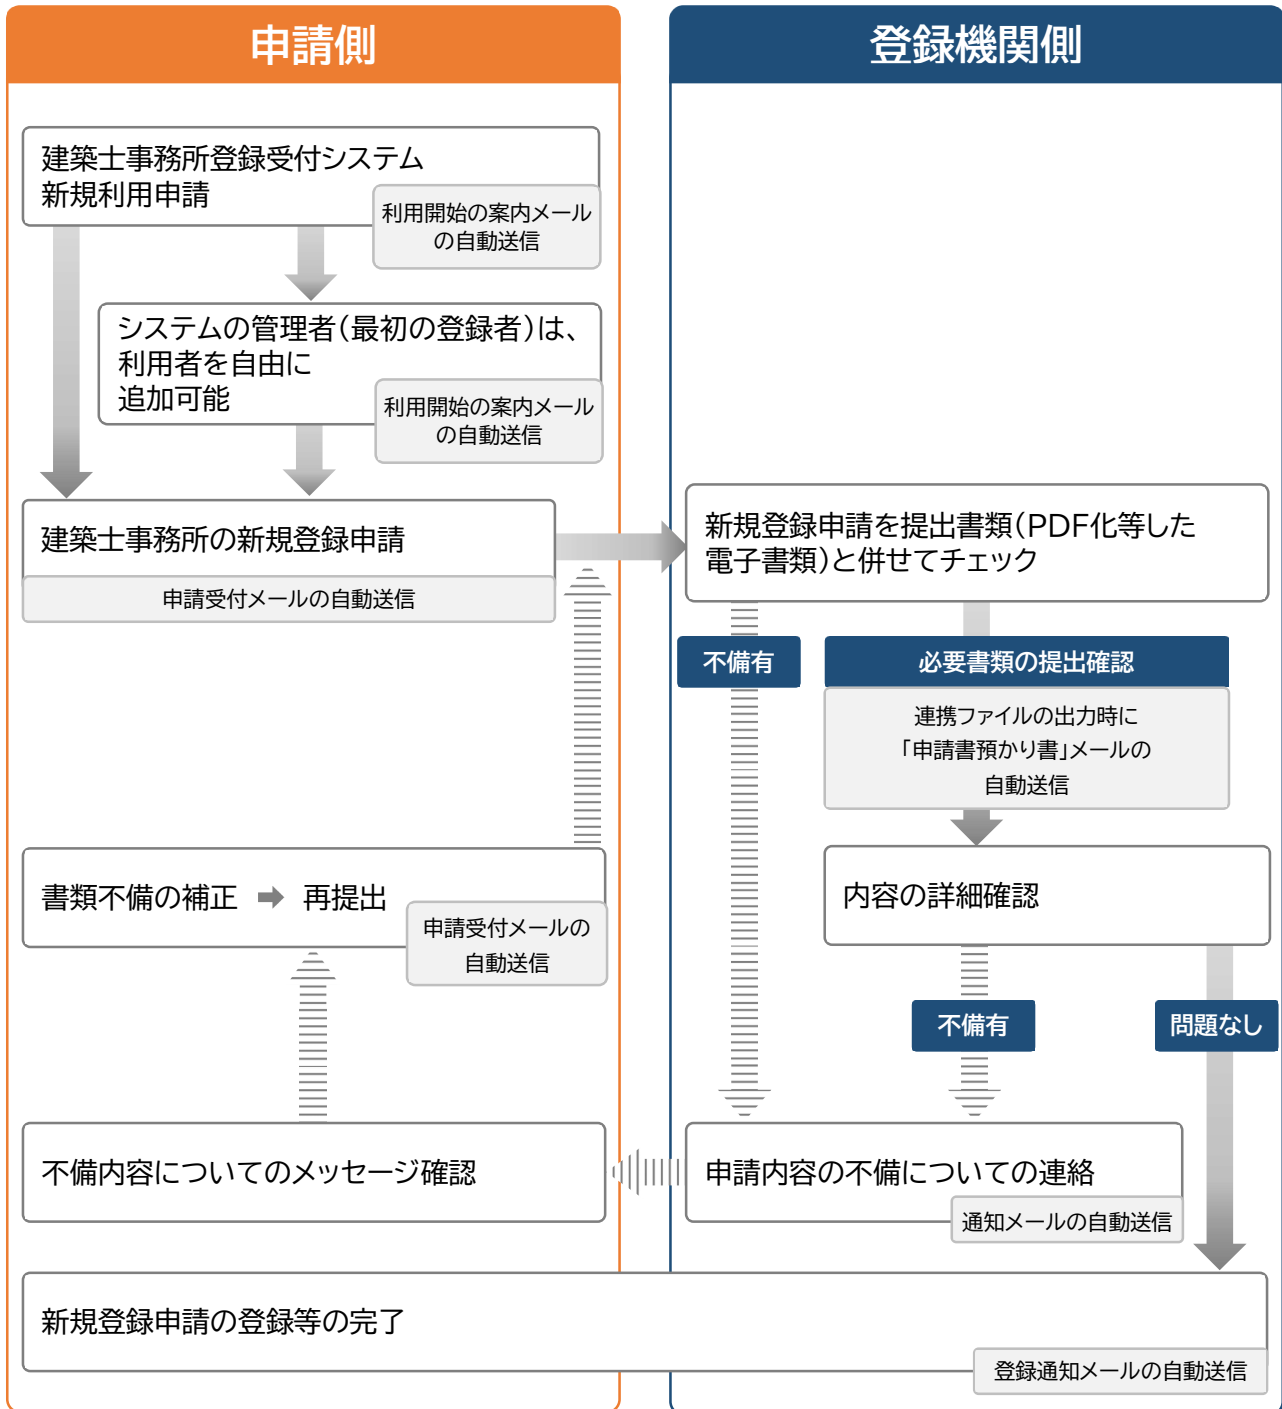 申請側
登録機関側
建築士事務所登録受付システム
新規利用申請
利用開始の案内メール
の自動送信
システムの管理者(最初の登録者)は、
利用者を自由に
追加可能
利用開始の案内メール
の自動送信
建築士事務所の新規登録申請
申請受付メールの自動送信
新規登録申請を提出書類(PDF化等した
電子書類)と併せてチェック
不備有
必要書類の提出確認
連携ファイルの出力時に
「申請書預かり書」メールの
自動送信
書類不備の補正 ➡ 再提出
申請受付メールの
自動送信
内容の詳細確認
不備有
問題なし
不備内容についてのメッセージ確認
申請内容の不備についての連絡
通知メールの自動送信
新規登録申請の登録等の完了
登録通知メールの自動送信